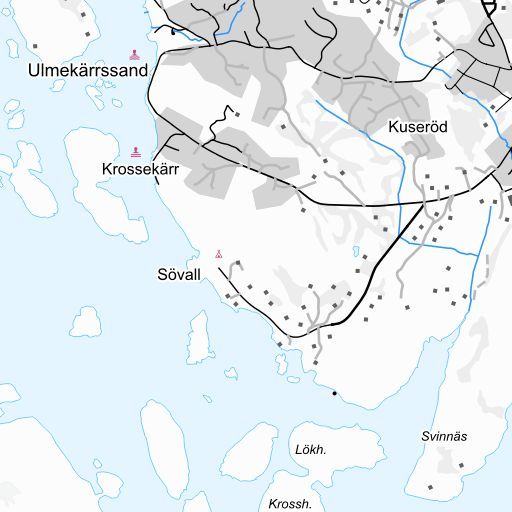 Ulmekärrssand
Kuseröd
Krossekärr
Sövall
Svinnäs
Lökh.
Krossh.